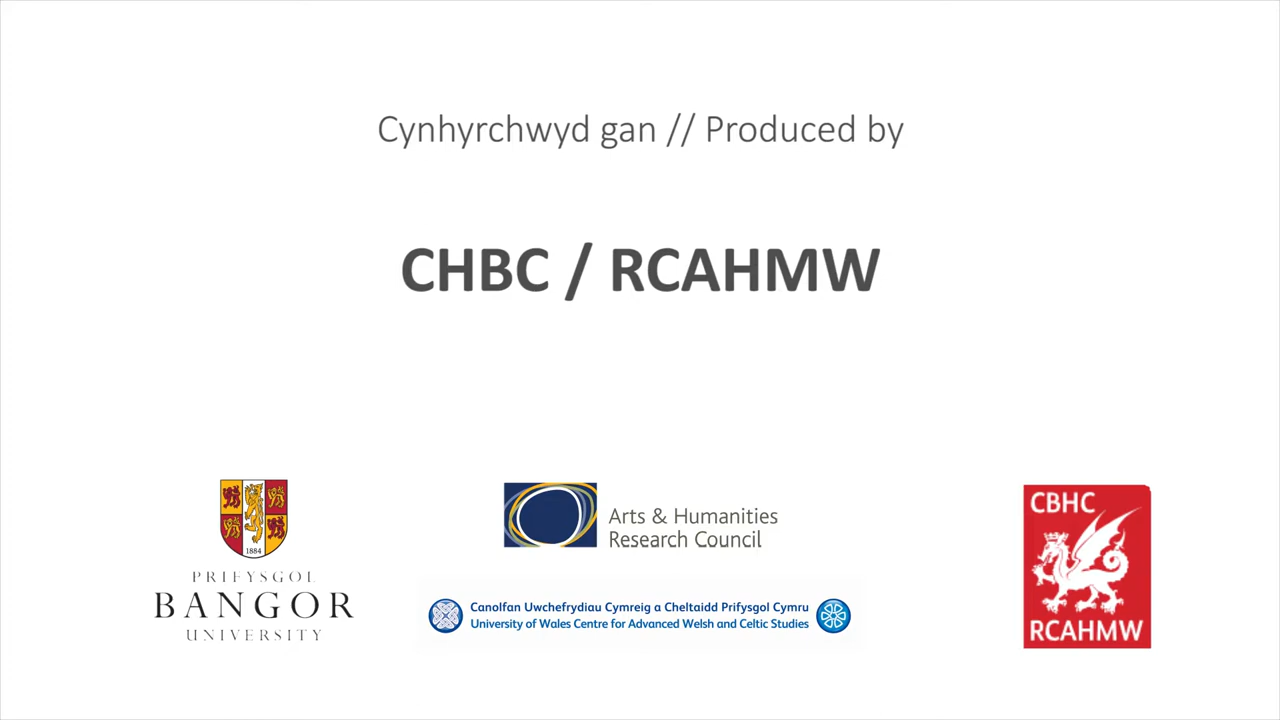 Cynhyrchwyd gan // Produced by
CHBC / RCAHMW
1884
PRIFYSGOL
BANGOR
UNIVERSITY
Arts & Humanities
Research Council
Canolfan Uwchefrydiau Cymreig a Cheltaidd Prifysgol Cymru
University of Wales Centre for Advanced Welsh and Celtic Studies
CBHC
RCAHMW